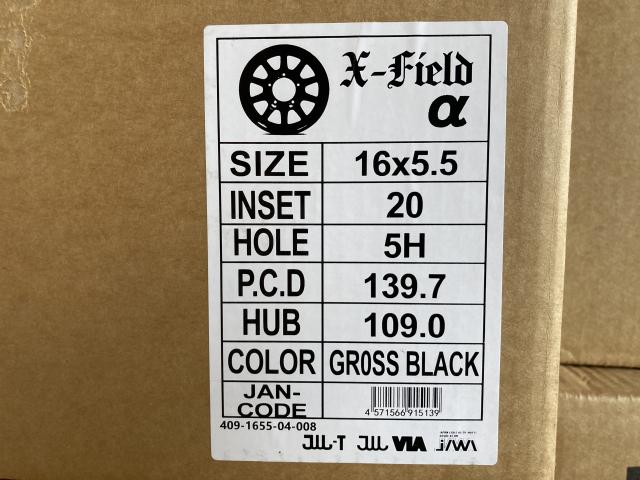 X-Field
α
SIZE 16x5.5
INSET 20
HOLE 5H
P.C.D 139.7
HUB 109.0
COLOR GR0SS BLACK
JAN-
CODE
4 571566 915139
409-1655-04-008
JWL-T JWL VIA JAWA